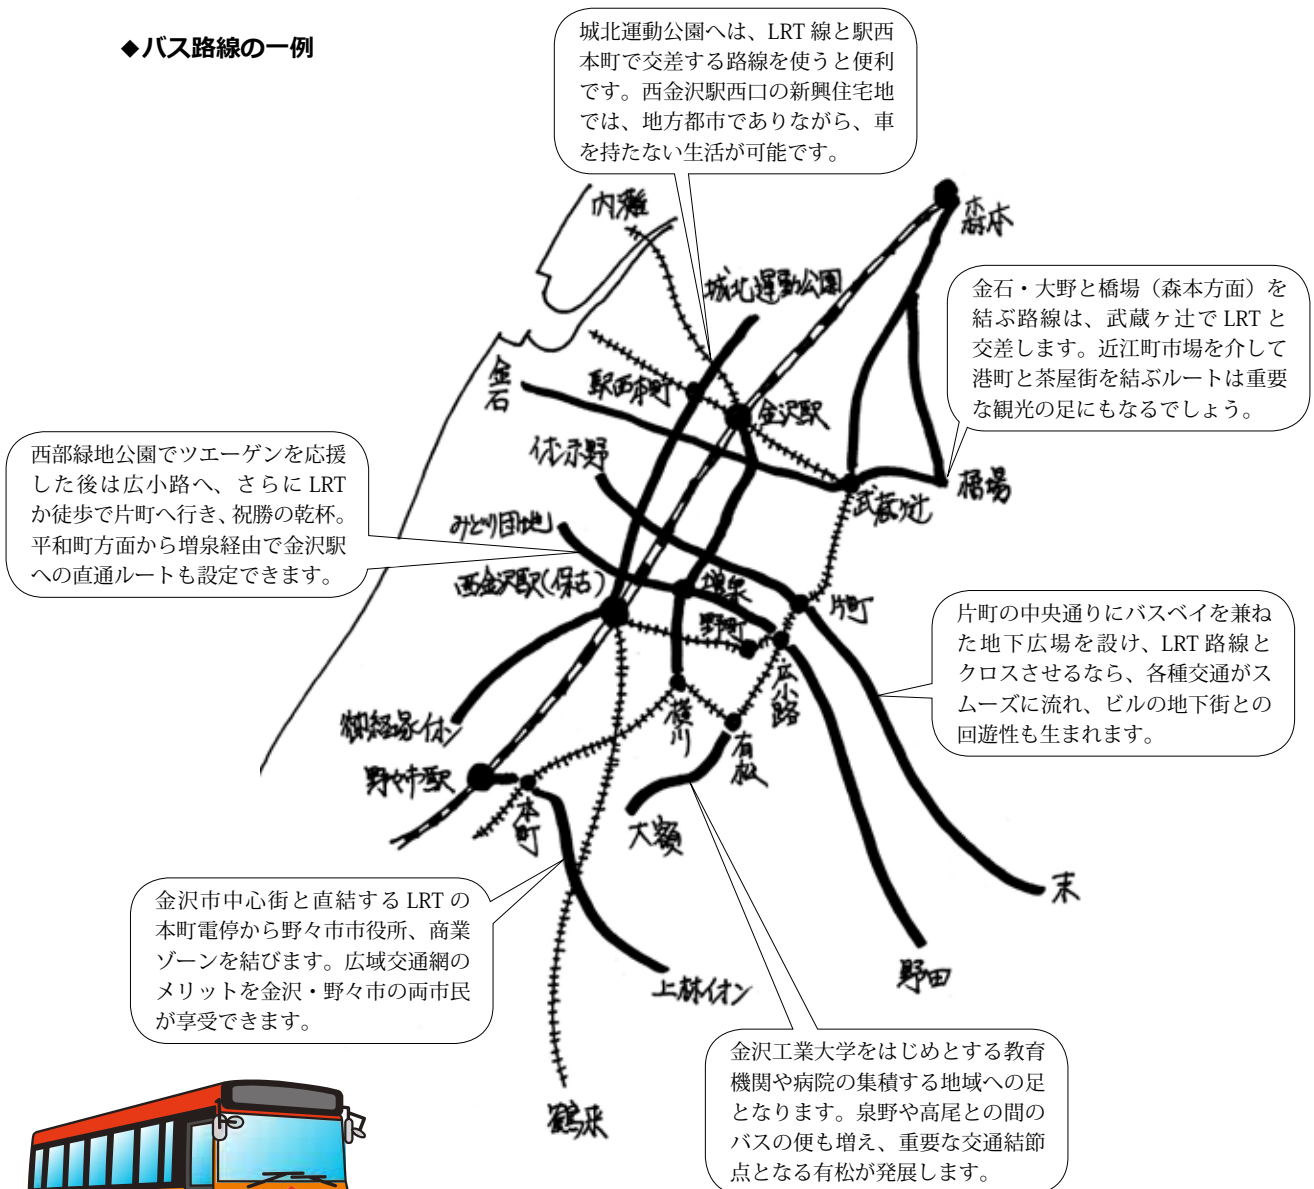 ◆バス路線の一例
城北運動公園へは、LRT 線と駅西
本町で交差する路線を使うと便利
です。西金沢駅西口の新興住宅地
では、地方都市でありながら、車
を持たない生活が可能です。
内灘
森本
城北運動公園
金石・大野と橋場（森本方面）を
結ぶ路線は、武蔵ヶ辻で LRT と
交差します。近江町市場を介して
港町と茶屋街を結ぶルートは重要
な観光の足にもなるでしょう。
駅西本町
金石
金沢駅
西部緑地公園でツエーゲンを応援
した後は広小路へ、さらに LRT
か徒歩で片町へ行き、祝勝の乾杯。
平和町方面から増泉経由で金沢駅
への直通ルートも設定できます。
イオン示野
武蔵ヶ辻
橋場
みどり団地
西金沢駅(保古)
増泉
野町
片町
広小路
片町の中央通りにバスベイを兼ね
た地下広場を設け、LRT 路線と
クロスさせるなら、各種交通がス
ムーズに流れ、ビルの地下街との
回遊性も生まれます。
御経塚イオン
横川
有松
野々市駅
本町
大額
末
金沢市中心街と直結する LRT の
本町電停から野々市市役所、商業
ゾーンを結びます。広域交通網の
メリットを金沢・野々市の両市民
が享受できます。
上林イオン
野田
金沢工業大学をはじめとする教育
機関や病院の集積する地域への足
となります。泉野や高尾との間の
バスの便も増え、重要な交通結節
点となる有松が発展します。
鶴来